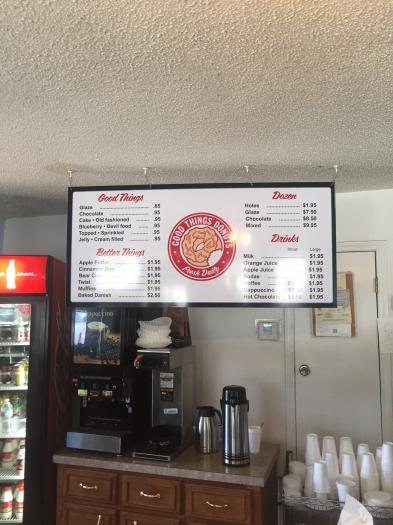 Good Things
Glaze .85
Chocolate .95
Cake • Old fashioned .95
Blueberry • Devil food .95
Topped • Sprinkled .95
Jelly • Cream filled .95
Better Things
Apple Fritter $1.95
Cinnamon Bun $1.95
Bear Claw $1.95
Twist $1.95
Muffins $1.95
Baked Danish $2.50
GOOD THINGS DONUTS
Fresh Daily
Dozen
Holes $1.95
Glaze $7.50
Chocolate $8.50
Mixed $9.95
Drinks
Small Large
Milk $1.95
Orange Juice $1.95
Apple Juice $1.95
Sodas $1.95
Coffee $1.95
Cappuccino $1.95
Hot Chocolate $1.95